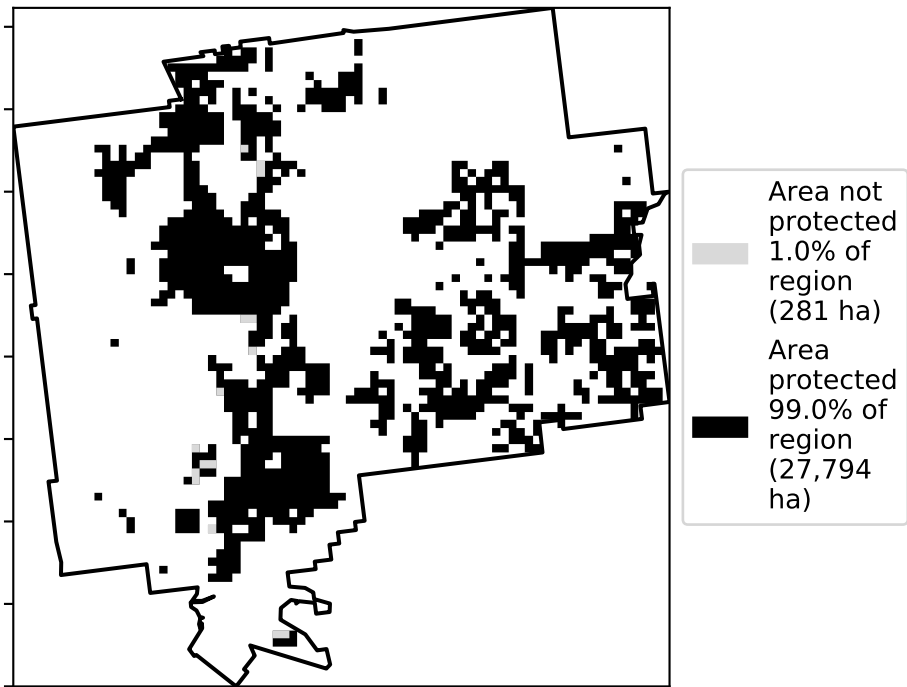 Area not
protected
1.0% of
region
(281 ha)
Area
protected
99.0% of
region
(27,794
ha)